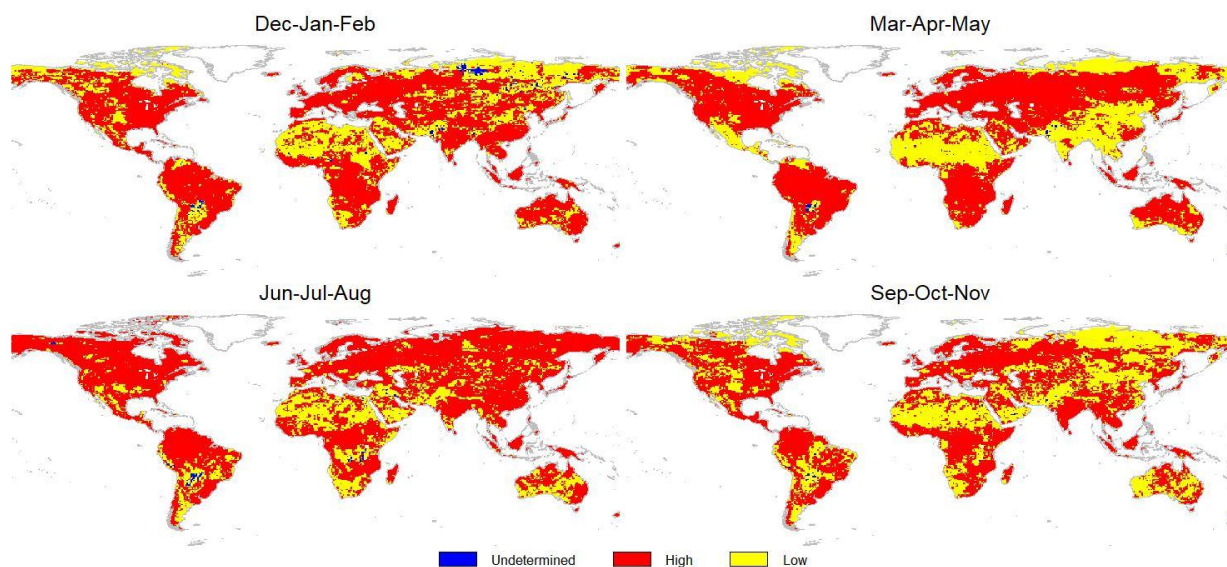 Dec-Jan-Feb
Mar-Apr-May
Jun-Jul-Aug
Sep-Oct-Nov
Undetermined
High
Low